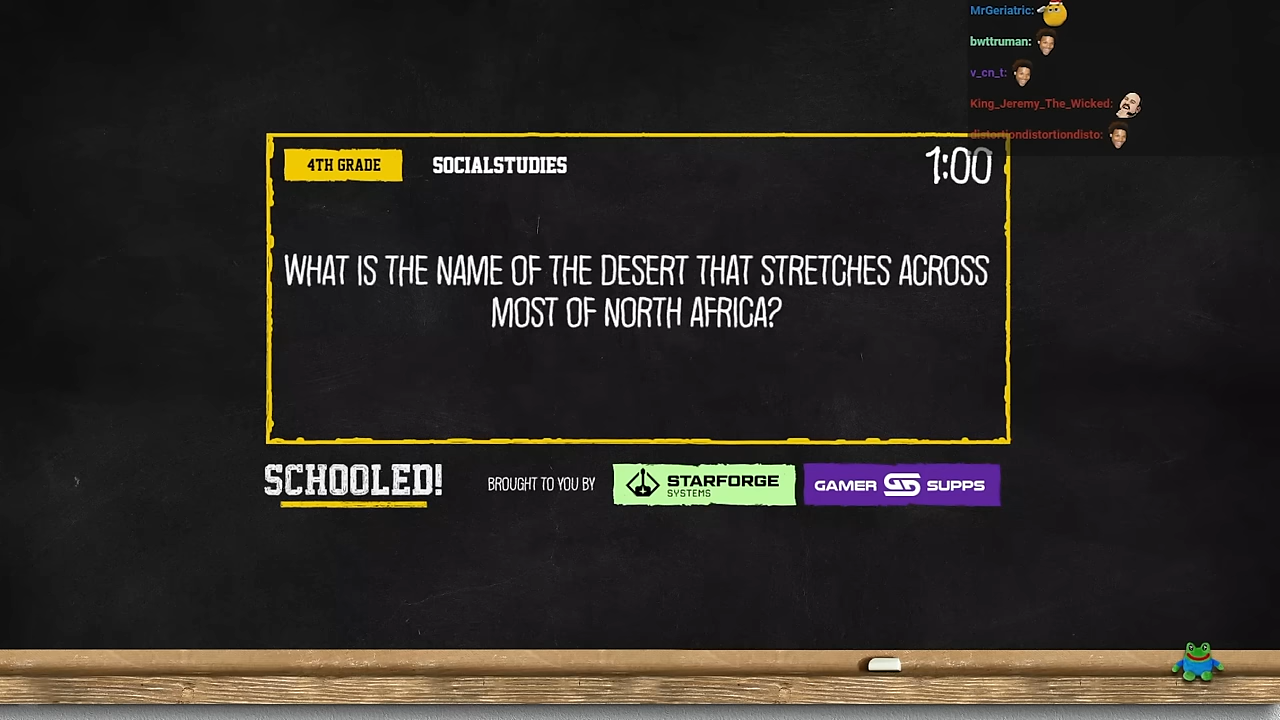 MrGeriatric:
bwttruman:
v_cn_t:
King_Jeremy_The_Wicked:
distortiondistortiondisto:
4TH GRADE SOCIALSTUDIES 1:00
WHAT IS THE NAME OF THE DESERT THAT STRETCHES ACROSS
MOST OF NORTH AFRICA?
SCHOOLED! BROUGHT TO YOU BY STARFORGE SYSTEMS GAMER SUPPS